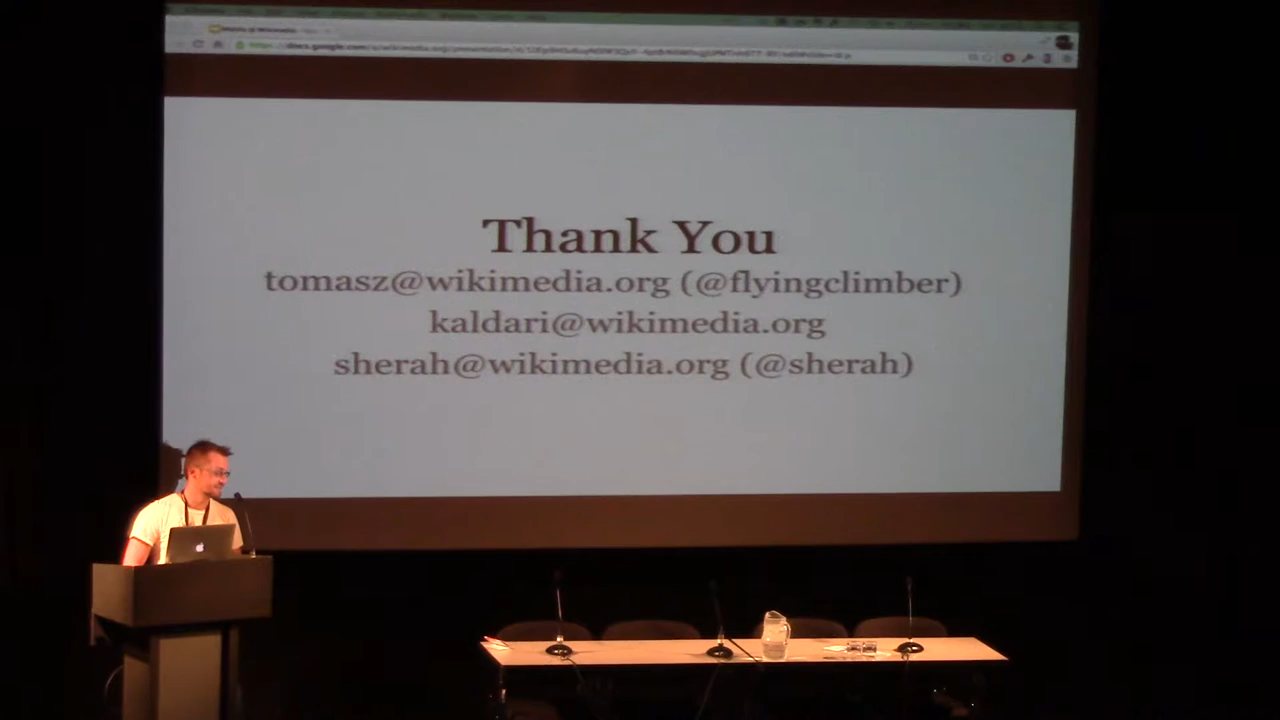 Thank You
tomasz@wikimedia.org (@flyingclimber)
kaldari@wikimedia.org
sherah@wikimedia.org (@sherah)